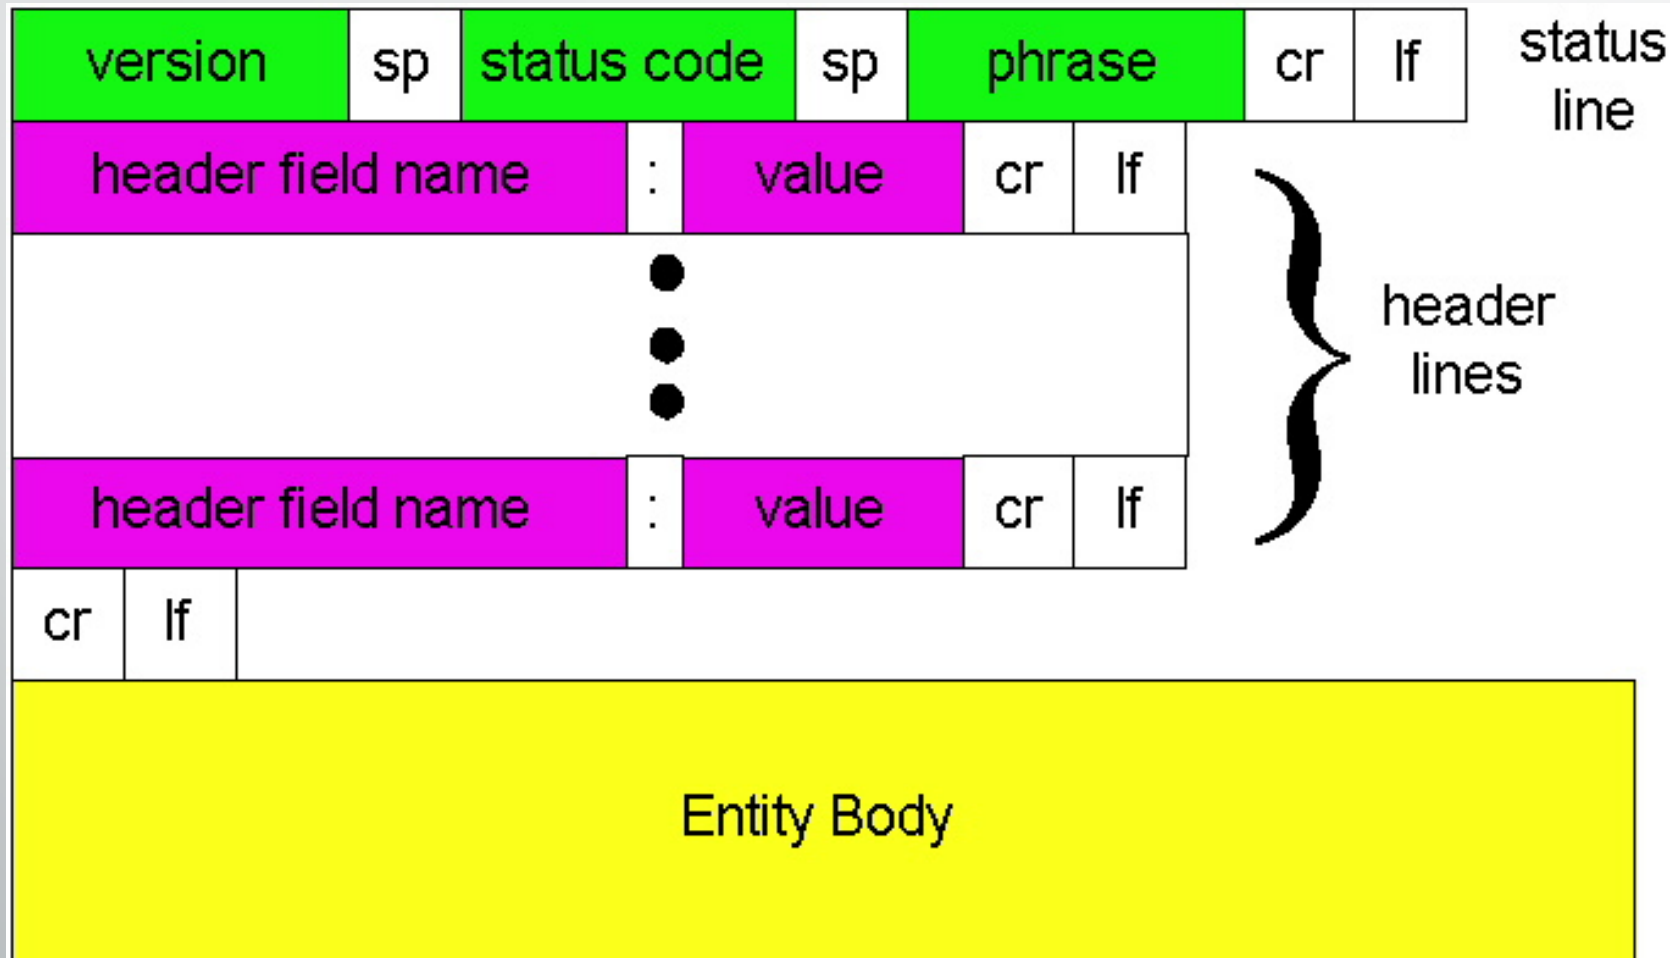 version sp status code sp phrase cr lf status
line
header field name : value cr lf
header
lines
header field name : value cr lf
cr lf
Entity Body